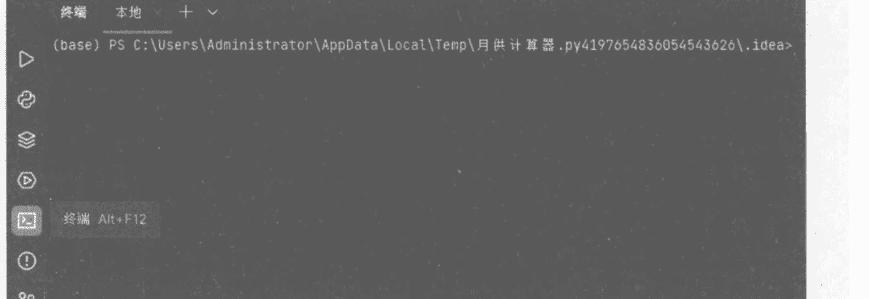 终端 本地
(base) PS C:\Users\Administrator\AppData\Local\Temp\月供计算器.py4197654836054543626\.idea>
终端 Alt+F12